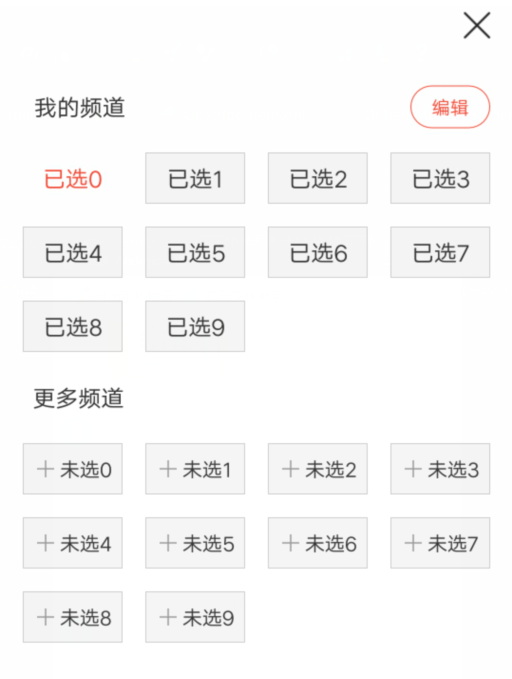 我的频道 编辑
已选0 已选1 已选2 已选3
已选4 已选5 已选6 已选7
已选8 已选9
更多频道
+ 未选0 + 未选1 + 未选2 + 未选3
+ 未选4 + 未选5 + 未选6 + 未选7
+ 未选8 + 未选9